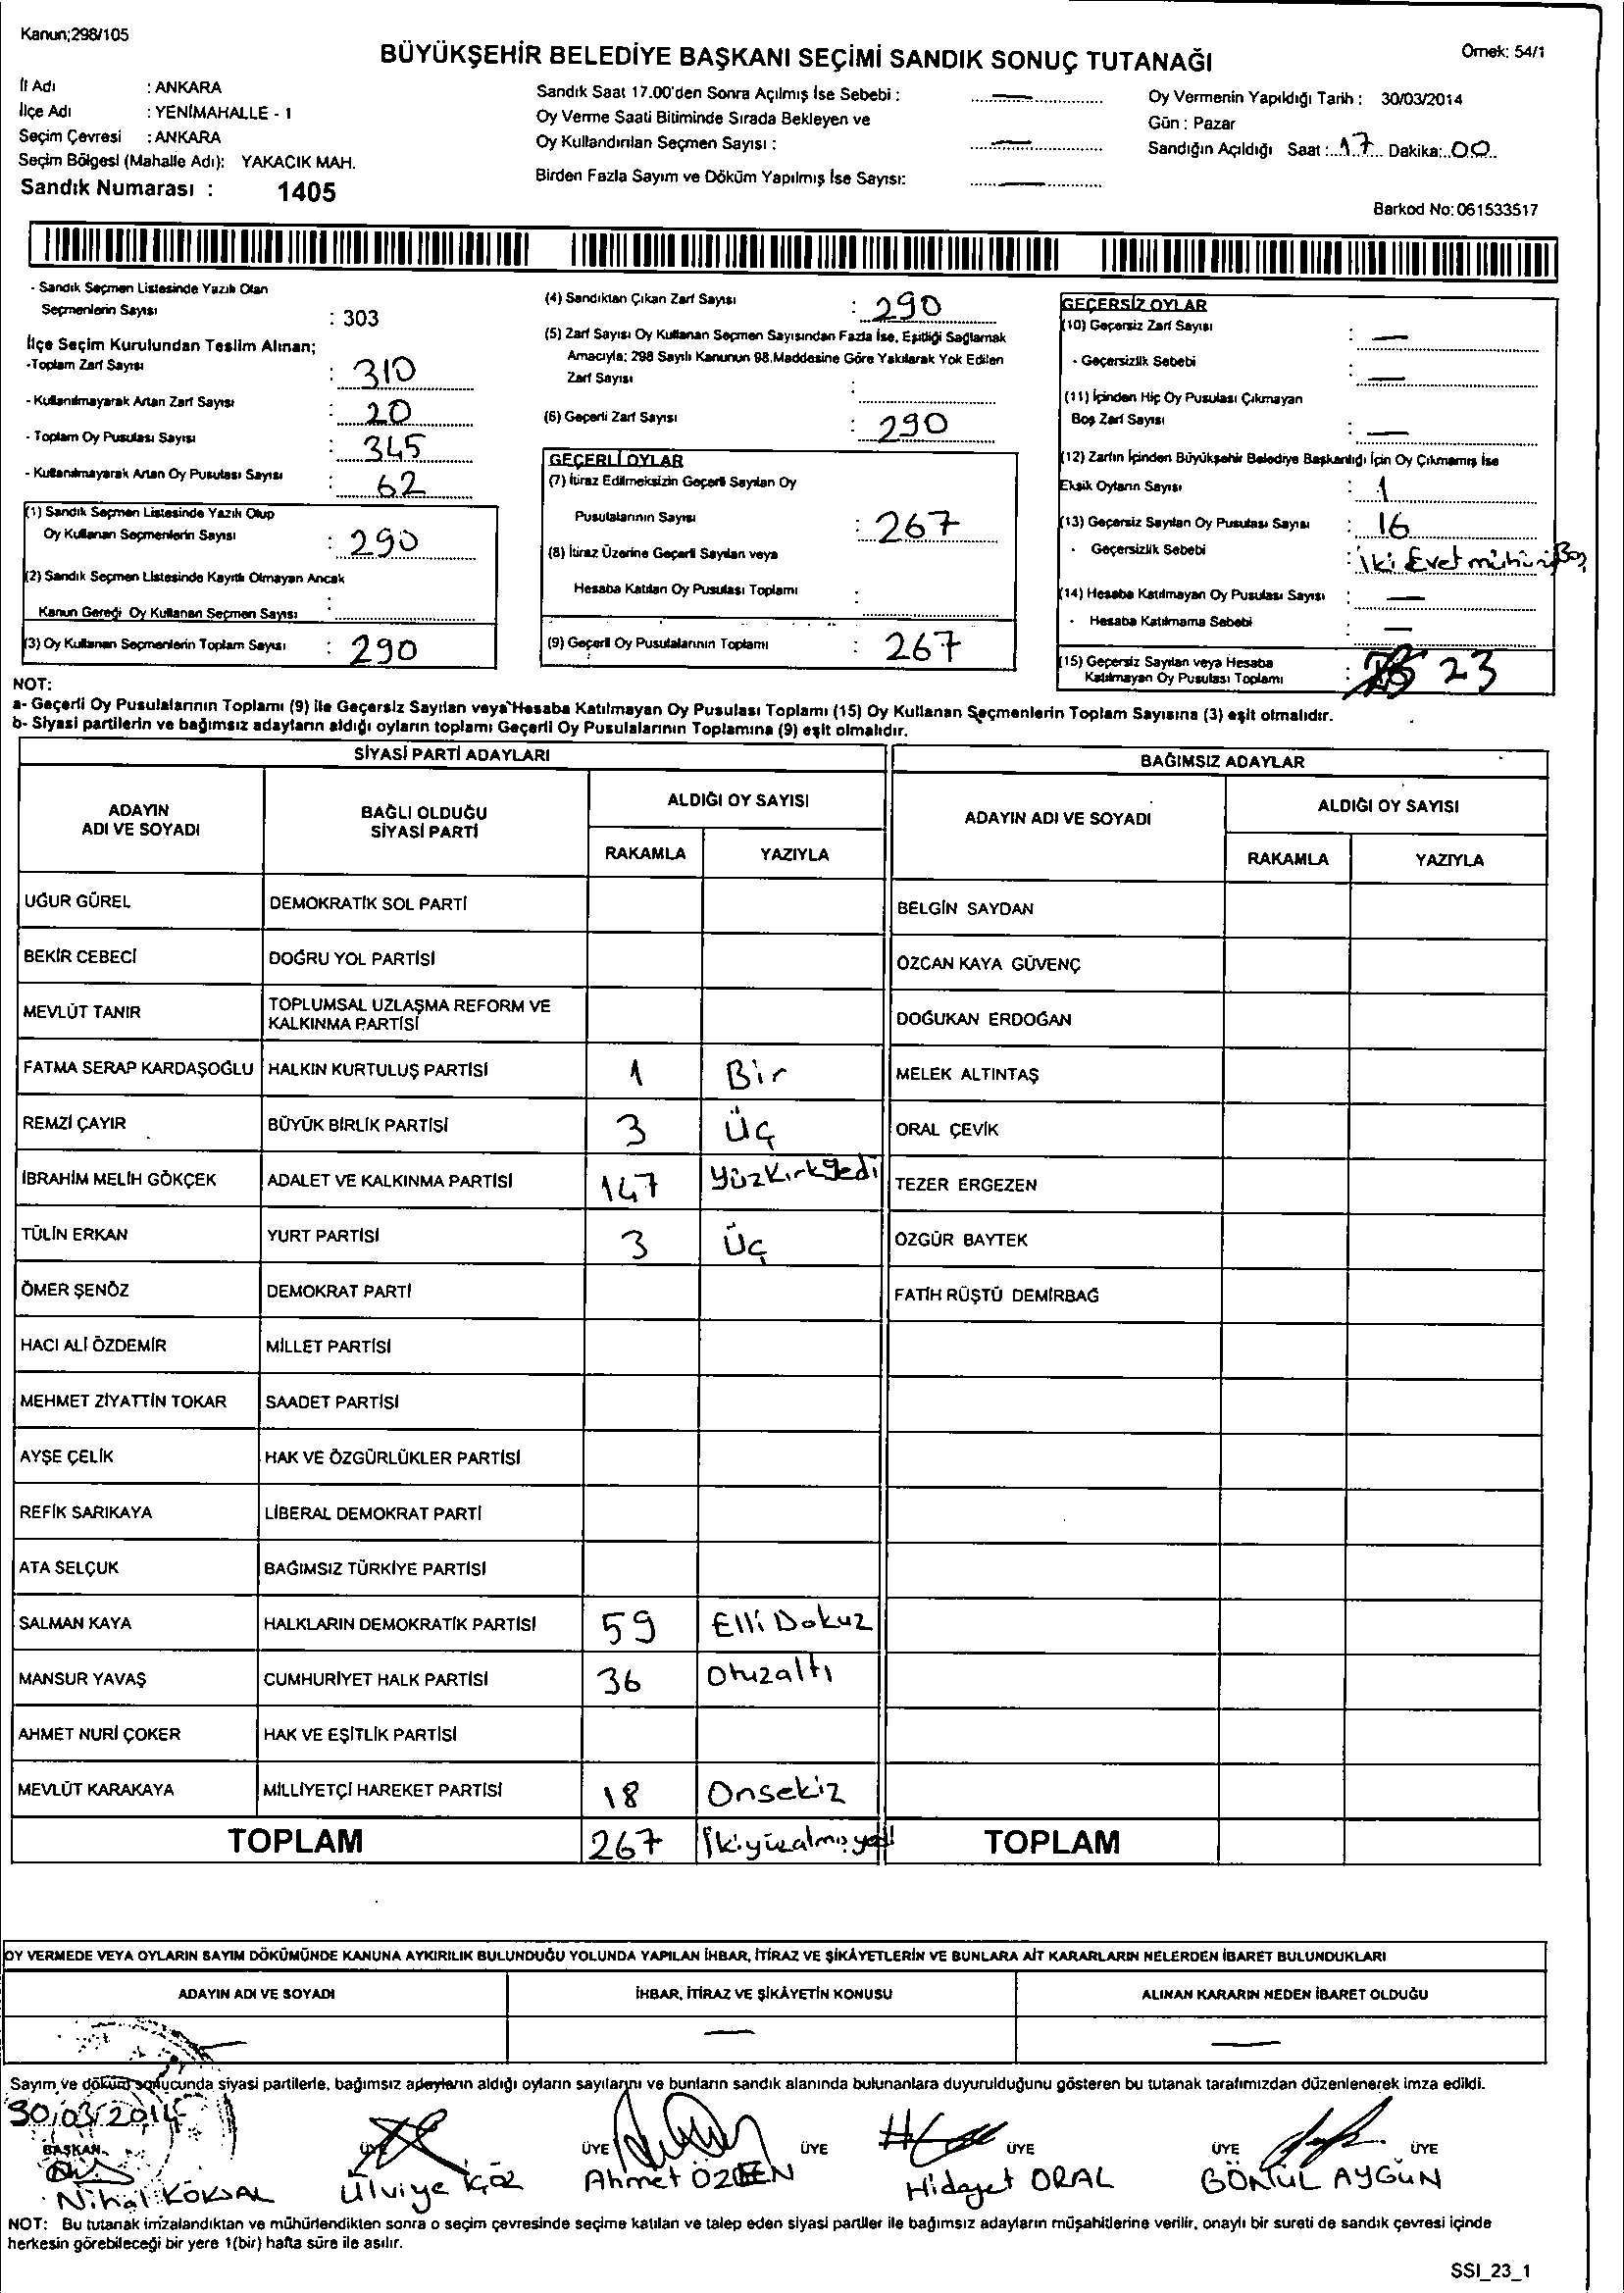 Kanun;298/105
Örnek: 54/1
BÜYÜKŞEHİR BELEDİYE BAŞKANI SEÇİMİ SANDIK SONUÇ TUTANAĞI
İl Adı : ANKARA
İlçe Adı : YENİMAHALLE - 1
Seçim Çevresi : ANKARA
Seçim Bölgesi (Mahalle Adı): YAKACIK MAH.
Sandık Numarası : 1405
Sandık Saat 17.00'den Sonra Açılmış İse Sebebi : —
Oy Verme Saati Bitiminde Sırada Bekleyen ve
Oy Kullandırılan Seçmen Sayısı : —
Birden Fazla Sayım ve Döküm Yapılmış İse Sayısı: —
Oy Vermenin Yapıldığı Tarih : 30/03/2014
Gün : Pazar
Sandığın Açıldığı Saat : 17 Dakika: 00
Barkod No: 061533517
- Sandık Seçmen Listesinde Yazılı Olan
Seçmenlerin Sayısı : 303
İlçe Seçim Kurulundan Teslim Alınan;
-Toplam Zarf Sayısı : 310
- Kullanılmayarak Artan Zarf Sayısı : 20
- Toplam Oy Pusulası Sayısı : 345
- Kullanılmayarak Artan Oy Pusulası Sayısı : 62
(1) Sandık Seçmen Listesinde Yazılı Olup
Oy Kullanan Seçmenlerin Sayısı : 290
(2) Sandık Seçmen Listesinde Kayıtlı Olmayan Ancak
Kanun Gereği Oy Kullanan Seçmen Sayısı :
(3) Oy Kullanan Seçmenlerin Toplam Sayısı : 290
(4) Sandıktan Çıkan Zarf Sayısı : 290
(5) Zarf Sayısı Oy Kullanan Seçmen Sayısından Fazla İse, Eşitliği Sağlamak
Amacıyla; 298 Sayılı Kanunun 98.Maddesine Göre Yakılarak Yok Edilen
Zarf Sayısı :
(6) Geçerli Zarf Sayısı : 290
GEÇERLİ OYLAR
(7) İtiraz Edilmeksizin Geçerli Sayılan Oy
Pusulalarının Sayısı : 267
(8) İtiraz Üzerine Geçerli Sayılan veya
Hesaba Katılan Oy Pusulası Toplamı :
(9) Geçerli Oy Pusulalarının Toplamı : 267
GEÇERSİZ OYLAR
(10) Geçersiz Zarf Sayısı : —
- Geçersizlik Sebebi : —
(11) İçinden Hiç Oy Pusulası Çıkmayan
Boş Zarf Sayısı : —
(12) Zarfın İçinden Büyükşehir Belediye Başkanlığı İçin Oy Çıkmamış İse
Eksik Oyların Sayısı : 1
(13) Geçersiz Sayılan Oy Pusulası Sayısı : 16
- Geçersizlik Sebebi : İki Evet mühürü Boş
(14) Hesaba Katılmayan Oy Pusulası Sayısı : —
- Hesaba Katılmama Sebebi : —
(15) Geçersiz Sayılan veya Hesaba
Katılmayan Oy Pusulası Toplamı : 23
NOT:
a- Geçerli Oy Pusulalarının Toplamı (9) ile Geçersiz Sayılan veya Hesaba Katılmayan Oy Pusulası Toplamı (15) Oy Kullanan Seçmenlerin Toplam Sayısına (3) eşit olmalıdır.
b- Siyasi partilerin ve bağımsız adayların aldığı oyların toplamı Geçerli Oy Pusulalarının Toplamına (9) eşit olmalıdır.
SİYASİ PARTİ ADAYLARI
ADAYIN ADI VE SOYADI
BAĞLI OLDUĞU SİYASİ PARTİ
ALDIĞI OY SAYISI
RAKAMLA YAZIYLA
UĞUR GÜREL DEMOKRATİK SOL PARTİ
BEKİR CEBECİ DOĞRU YOL PARTİSİ
MEVLÜT TANIR TOPLUMSAL UZLAŞMA REFORM VE
KALKINMA PARTİSİ
FATMA SERAP KARDAŞOĞLU HALKIN KURTULUŞ PARTİSİ 1 Bir
REMZİ ÇAYIR BÜYÜK BİRLİK PARTİSİ 3 Üç
İBRAHİM MELİH GÖKÇEK ADALET VE KALKINMA PARTİSİ 147 YüzKırkyedi
TÜLİN ERKAN YURT PARTİSİ 3 Üç
ÖMER ŞENÖZ DEMOKRAT PARTİ
HACI ALİ ÖZDEMİR MİLLET PARTİSİ
MEHMET ZİYATTİN TOKAR SAADET PARTİSİ
AYŞE ÇELİK HAK VE ÖZGÜRLÜKLER PARTİSİ
REFİK SARIKAYA LİBERAL DEMOKRAT PARTİ
ATA SELÇUK BAĞIMSIZ TÜRKİYE PARTİSİ
SALMAN KAYA HALKLARIN DEMOKRATİK PARTİSİ 59 Elli Dokuz
MANSUR YAVAŞ CUMHURİYET HALK PARTİSİ 36 Otuzaltı
AHMET NURİ ÇOKER HAK VE EŞİTLİK PARTİSİ
MEVLÜT KARAKAYA MİLLİYETÇİ HAREKET PARTİSİ 18 Onsekiz
TOPLAM 267 İkiyüzalmışyedi
BAĞIMSIZ ADAYLAR
ADAYIN ADI VE SOYADI
ALDIĞI OY SAYISI
RAKAMLA YAZIYLA
BELGİN SAYDAN
ÖZCAN KAYA GÜVENÇ
DOĞUKAN ERDOĞAN
MELEK ALTINTAŞ
ORAL ÇEVİK
TEZER ERGEZEN
ÖZGÜR BAYTEK
FATİH RÜŞTÜ DEMİRBAĞ
TOPLAM
OY VERMEDE VEYA OYLARIN SAYIM DÖKÜMÜNDE KANUNA AYKIRILIK BULUNDUĞU YOLUNDA YAPILAN İHBAR, İTİRAZ VE ŞİKÂYETLERİN VE BUNLARA AİT KARARLARIN NELERDEN İBARET BULUNDUKLARI
ADAYIN ADI VE SOYADI İHBAR, İTİRAZ VE ŞİKÂYETİN KONUSU ALINAN KARARIN NEDEN İBARET OLDUĞU
— — —
Sayım ve döküm sonucunda siyasi partilerle, bağımsız adayların aldığı oyların sayılarını ve bunların sandık alanında bulunanlara duyurulduğunu gösteren bu tutanak tarafımızdan düzenlenerek imza edildi.
30/03/2014
BAŞKAN ÜYE ÜYE ÜYE ÜYE ÜYE ÜYE
Nihal KÖKSAL Ulviye İÇÖZ Ahmet ÖZDEN Hidayet ORAL GÖNÜL AYGÜN
NOT: Bu tutanak imzalandıktan ve mühürlendikten sonra o seçim çevresinde seçime katılan ve talep eden siyasi partiler ile bağımsız adayların müşahitlerine verilir, onaylı bir sureti de sandık çevresi içinde
herkesin görebileceği bir yere 1(bir) hafta süre ile asılır.
SSI_23_1